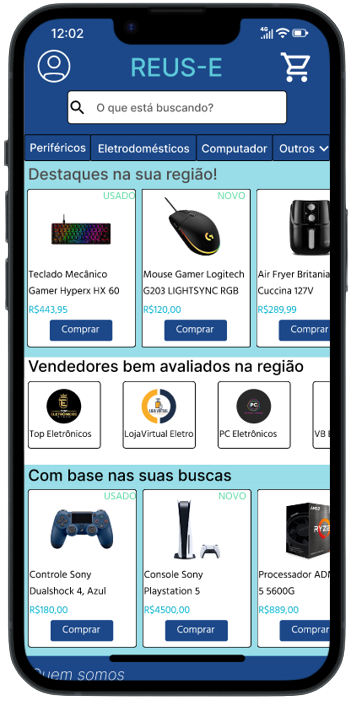 12:02
4G
REUS-E
O que está buscando?
Periféricos Eletrodomésticos Computador Outros
Destaques na sua região!
USADO
Teclado Mecânico
Gamer Hyperx HX 60
R$443,95
Comprar
NOVO
Mouse Gamer Logitech
G203 LIGHTSYNC RGB
R$120,00
Comprar
Air Fryer Britania
Cuccina 127V
R$289,99
Comprar
Vendedores bem avaliados na região
Top Eletrônicos
LojaVirtual Eletro
PC Eletrônicos
VB
Com base nas suas buscas
USADO
Controle Sony
Dualshock 4, Azul
R$180,00
Comprar
NOVO
Console Sony
Playstation 5
R$4500,00
Comprar
AMD
RYZE
Processador ADM
5 5600G
R$889,00
Comprar
Quem somos